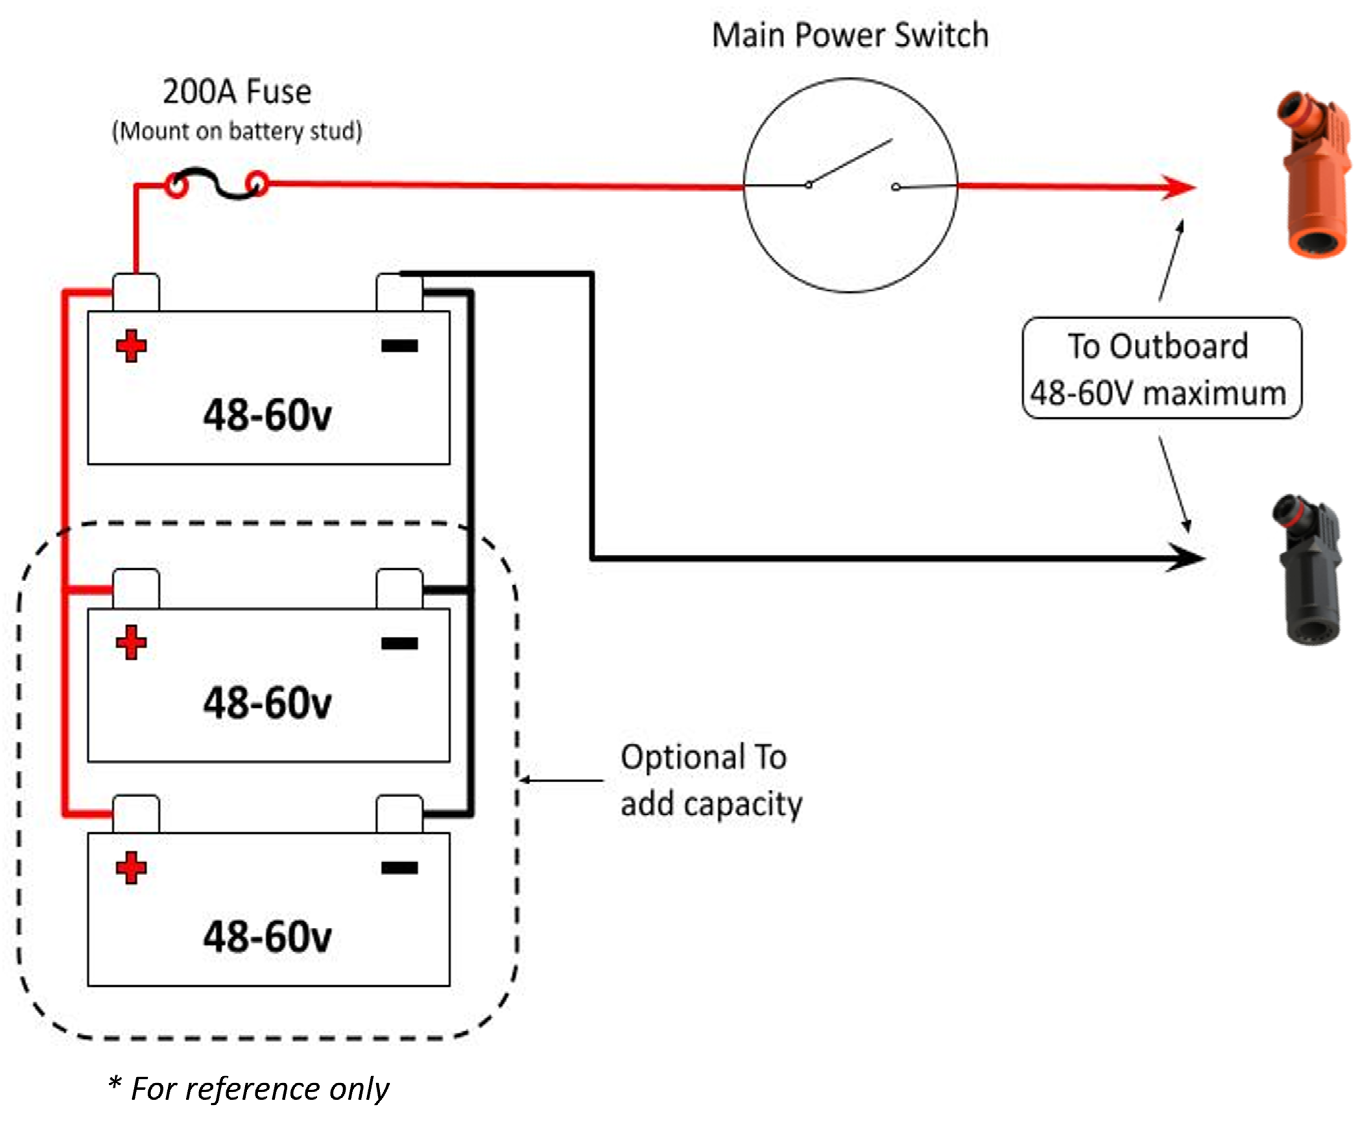 Main Power Switch
200A Fuse
(Mount on battery stud)
To Outboard
48-60V maximum
48-60v
48-60v
Optional To
add capacity
48-60v
* For reference only